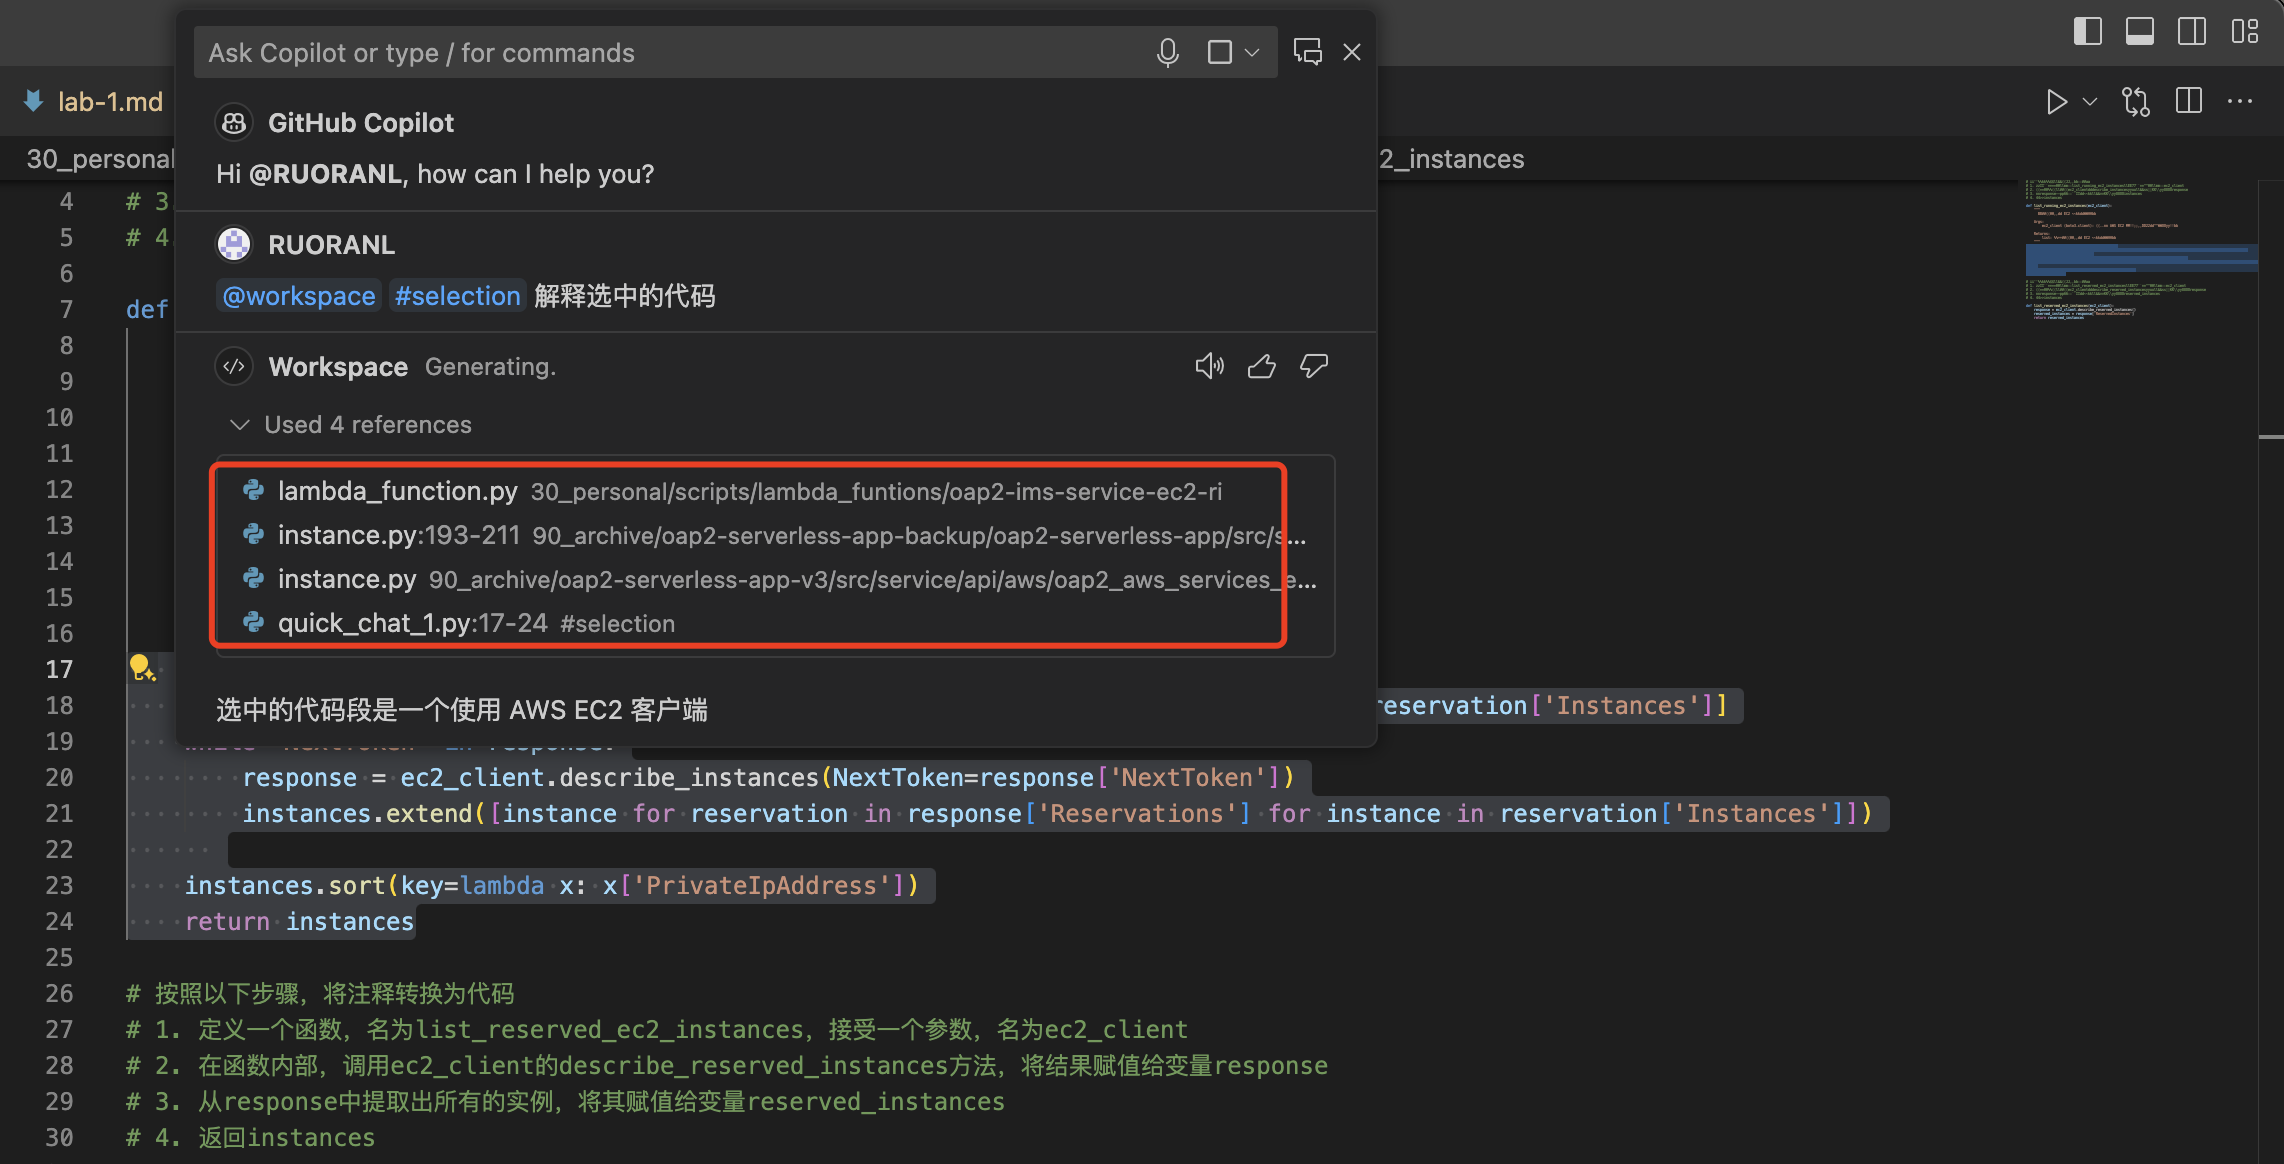 Ask Copilot or type / for commands
lab-1.md
GitHub Copilot
30_personal
2_instances
Hi @RUORANL, how can I help you?
RUORANL
@workspace #selection 解释选中的代码
Workspace Generating.
Used 4 references
lambda_function.py 30_personal/scripts/lambda_funtions/oap2-ims-service-ec2-ri
instance.py:193-211 90_archive/oap2-serverless-app-backup/oap2-serverless-app/src/s...
instance.py 90_archive/oap2-serverless-app-v3/src/service/api/aws/oap2_aws_services_e...
quick_chat_1.py:17-24 #selection
选中的代码段是一个使用 AWS EC2 客户端
4 # 3
5 # 4
6
7 def
8
9
10
11
12
13
14
15
16
17
18 reservation['Instances']]
19 while 'NextToken' in response:
20 response = ec2_client.describe_instances(NextToken=response['NextToken'])
21 instances.extend([instance for reservation in response['Reservations'] for instance in reservation['Instances']])
22
23 instances.sort(key=lambda x: x['PrivateIpAddress'])
24 return instances
25
26 # 按照以下步骤，将注释转换为代码
27 # 1. 定义一个函数，名为list_reserved_ec2_instances，接受一个参数，名为ec2_client
28 # 2. 在函数内部，调用ec2_client的describe_reserved_instances方法，将结果赋值给变量response
29 # 3. 从response中提取出所有的实例，将其赋值给变量reserved_instances
30 # 4. 返回instances